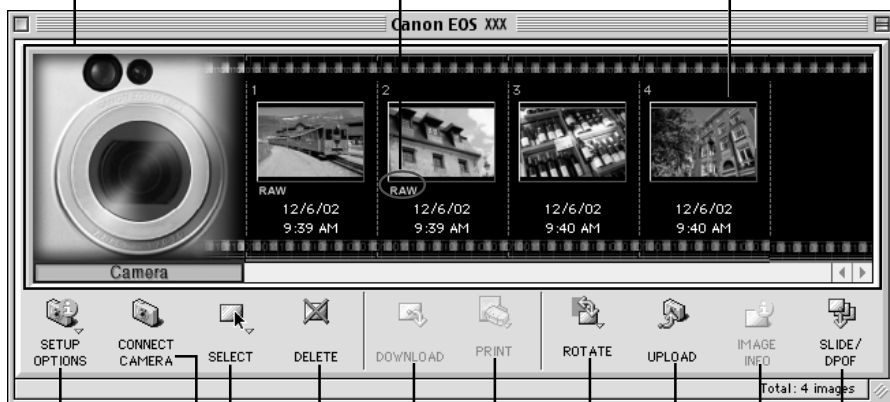 Canon EOS XXX
1
2
3
4
RAW
RAW
12/6/02
9:39 AM
12/6/02
9:39 AM
12/6/02
9:40 AM
12/6/02
9:40 AM
Camera
SETUP
OPTIONS
CONNECT
CAMERA
SELECT
DELETE
DOWNLOAD
PRINT
ROTATE
UPLOAD
IMAGE
INFO
SLIDE/
DPOF
Total: 4 images